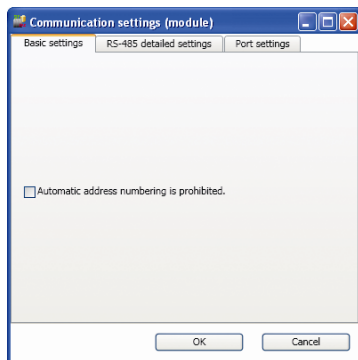 Communication settings (module)
Basic settings RS-485 detailed settings Port settings
Automatic address numbering is prohibited.
OK Cancel